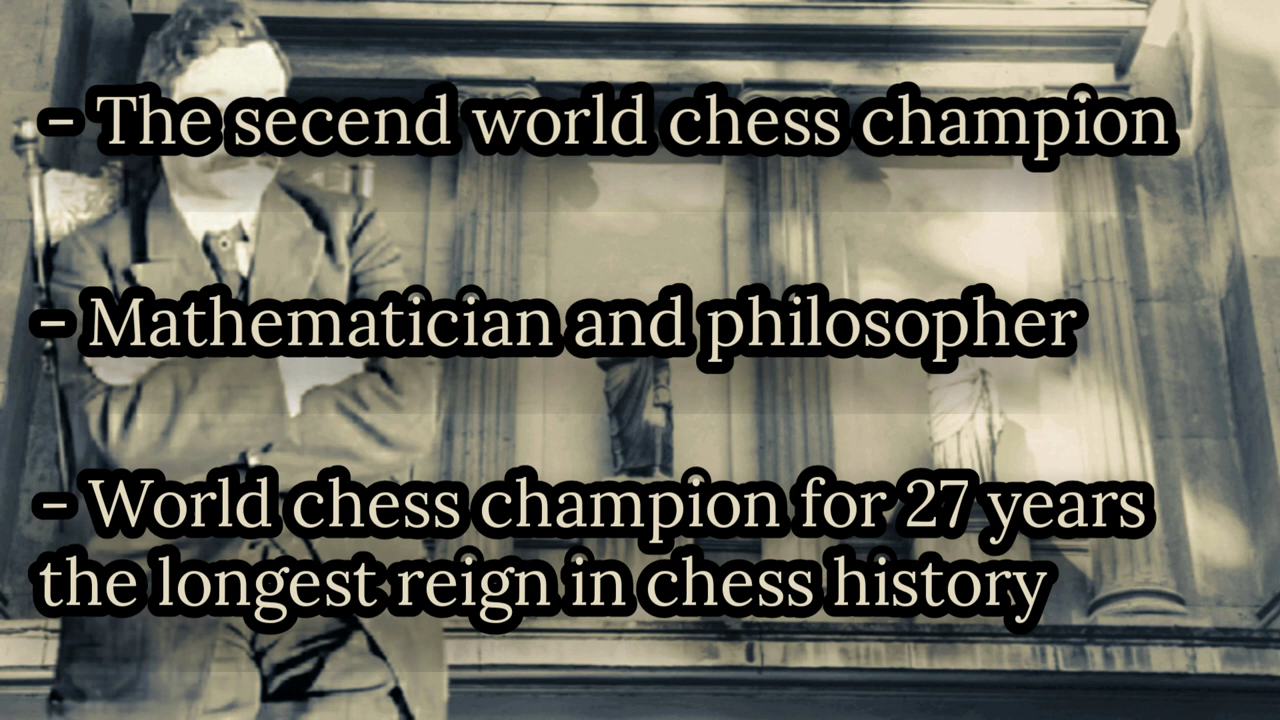 - The secend world chess champion
- Mathematician and philosopher
- World chess champion for 27 years
the longest reign in chess history